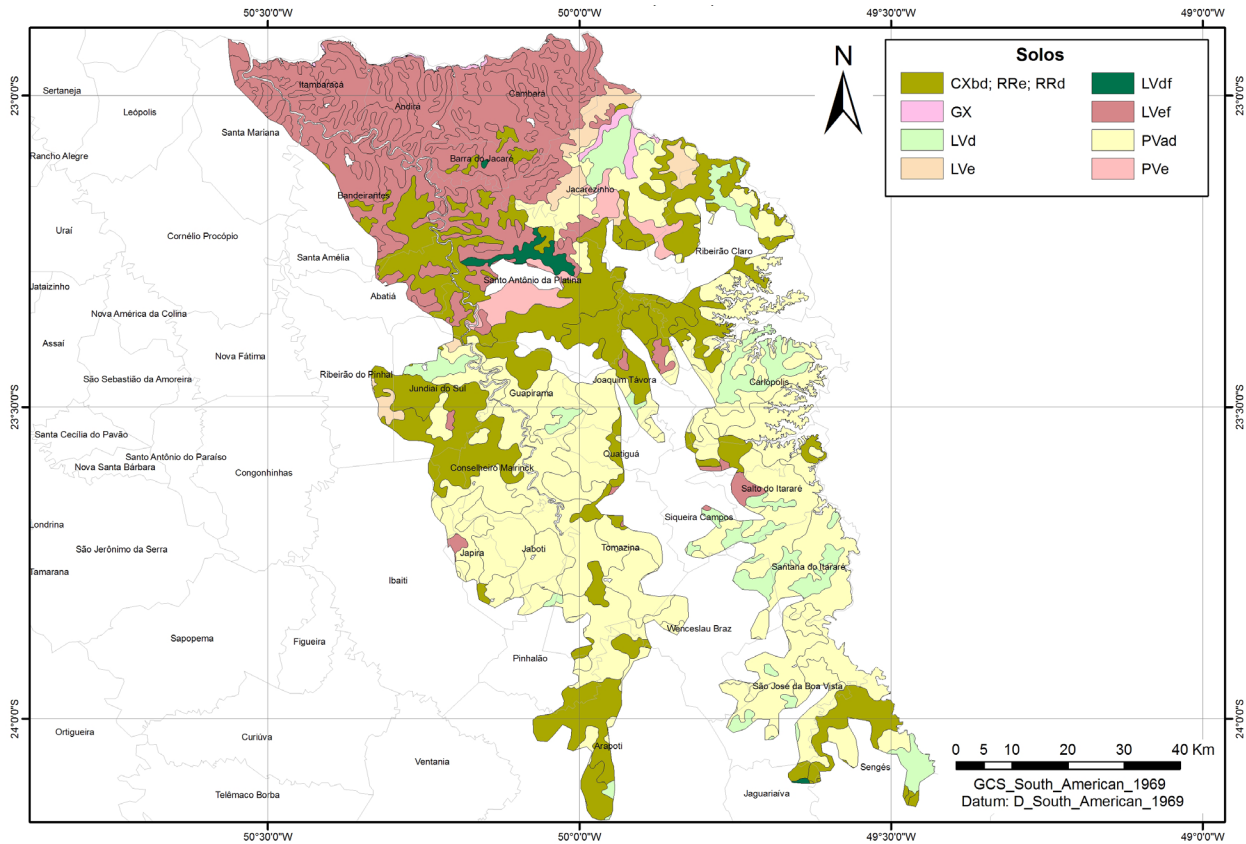 50°30'0"W 50°0'0"W 49°30'0"W 49°0'0"W
N
Solos
CXbd; RRe; RRd LVdf
GX LVef
LVd PVad
LVe PVe
23°0'0"S 23°0'0"S
Sertaneja
Leópolis
Itambaracá
Cambará
Andirá
Santa Mariana
Rancho Alegre
Barra do Jacaré
Bandeirantes
Jacarezinho
Uraí
Cornélio Procópio
Santa Amélia
Ribeirão Claro
Jataizinho
Abatiá
Santo Antônio da Platina
Nova América da Colina
Assaí
Nova Fátima
São Sebastião da Amoreira
Ribeirão do Pinhal
Jundiaí do Sul
Guapirama
Joaquim Távora
Carlópolis
23°30'0"S 23°30'0"S
Santa Cecília do Pavão
Santo Antônio do Paraíso
Nova Santa Bárbara
Congonhinhas
Conselheiro Mairinck
Quatiguá
Salto do Itararé
Siqueira Campos
Londrina
São Jerônimo da Serra
Japira
Jaboti
Tomazina
Tamarana
Ibaiti
Santana do Itararé
Sapopema
Figueira
Wenceslau Braz
Pinhalão
São José da Boa Vista
24°0'0"S 24°0'0"S
Ortigueira
Curiúva
Arapoti
Ventania
Sengés
Telêmaco Borba
Jaguariaíva
0 5 10 20 30 40 Km
GCS_South_American_1969
Datum: D_South_American_1969
50°30'0"W 50°0'0"W 49°30'0"W 49°0'0"W